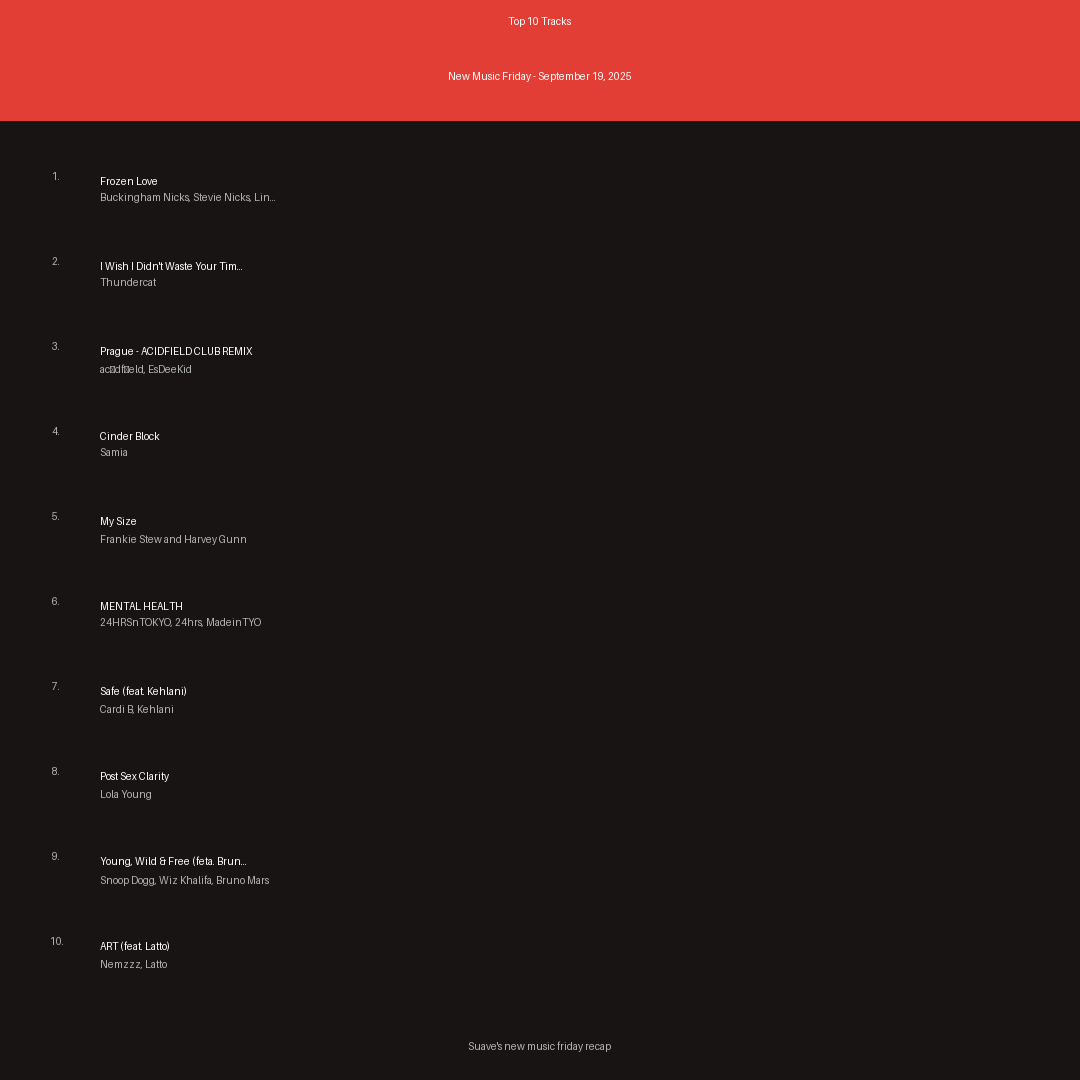 Top 10 Tracks
New Music Friday - September 19, 2025
1.
Frozen Love
Buckingham Nicks, Stevie Nicks, Lin...
2.
I Wish I Didn't Waste Your Tim...
Thundercat
3.
Prague - ACIDFIELD CLUB REMIX
ac▯df▯eld, EsDeeKid
4.
Cinder Block
Samia
5.
My Size
Frankie Stew and Harvey Gunn
6.
MENTAL HEALTH
24HRSnTOKYO, 24hrs, MadeinTYO
7.
Safe (feat. Kehlani)
Cardi B, Kehlani
8.
Post Sex Clarity
Lola Young
9.
Young, Wild & Free (feta. Brun...
Snoop Dogg, Wiz Khalifa, Bruno Mars
10.
ART (feat. Latto)
Nemzzz, Latto
Suave's new music friday recap